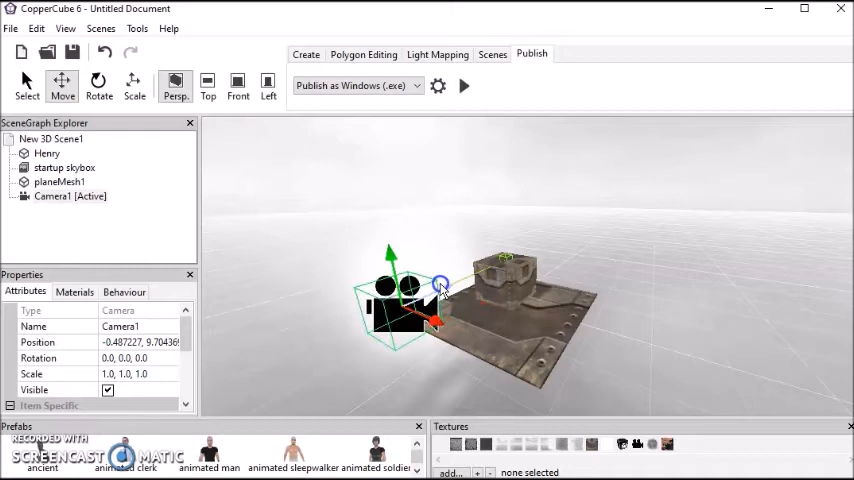 CopperCube 6 - Untitled Document
File Edit View Scenes Tools Help
Create Polygon Editing Light Mapping Scenes Publish
Select Move Rotate Scale Persp. Top Front Left
Publish as Windows (.exe)
SceneGraph Explorer
New 3D Scene1
Henry
startup skybox
planeMesh1
Camera1 [Active]
Properties
Attributes Materials Behaviour
Type Camera
Name Camera1
Position -0.487227, 9.70436
Rotation 0.0, 0.0, 0.0
Scale 1.0, 1.0, 1.0
Visible
Item Specific
Prefabs
Textures
RECORDED WITH
SCREENCAST MATIC
ancient animated clerk animated man animated sleepwalker animated soldier
add... + - none selected